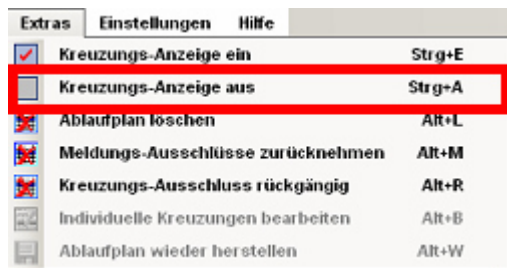 Extras Einstellungen Hilfe
Kreuzungs-Anzeige ein Strg+E
Kreuzungs-Anzeige aus Strg+A
Ablaufplan löschen Alt+L
Meldungs-Ausschlüsse zurücknehmen Alt+M
Kreuzungs-Ausschluss rückgängig Alt+R
Individuelle Kreuzungen bearbeiten Alt+B
Ablaufplan wieder herstellen Alt+W